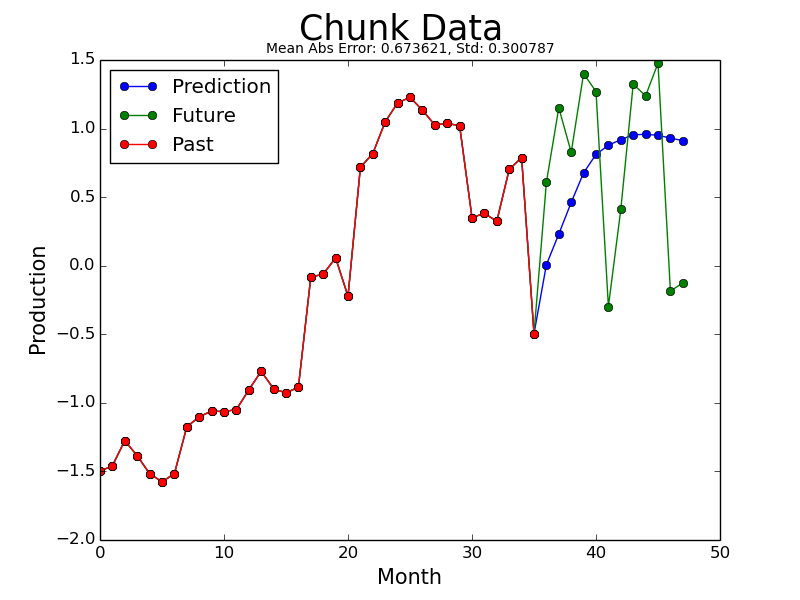 Chunk Data
Mean Abs Error: 0.673621, Std: 0.300787
Prediction
Future
Past
Production
1.5
1.0
0.5
0.0
−0.5
−1.0
−1.5
−2.0
0 10 20 30 40 50
Month